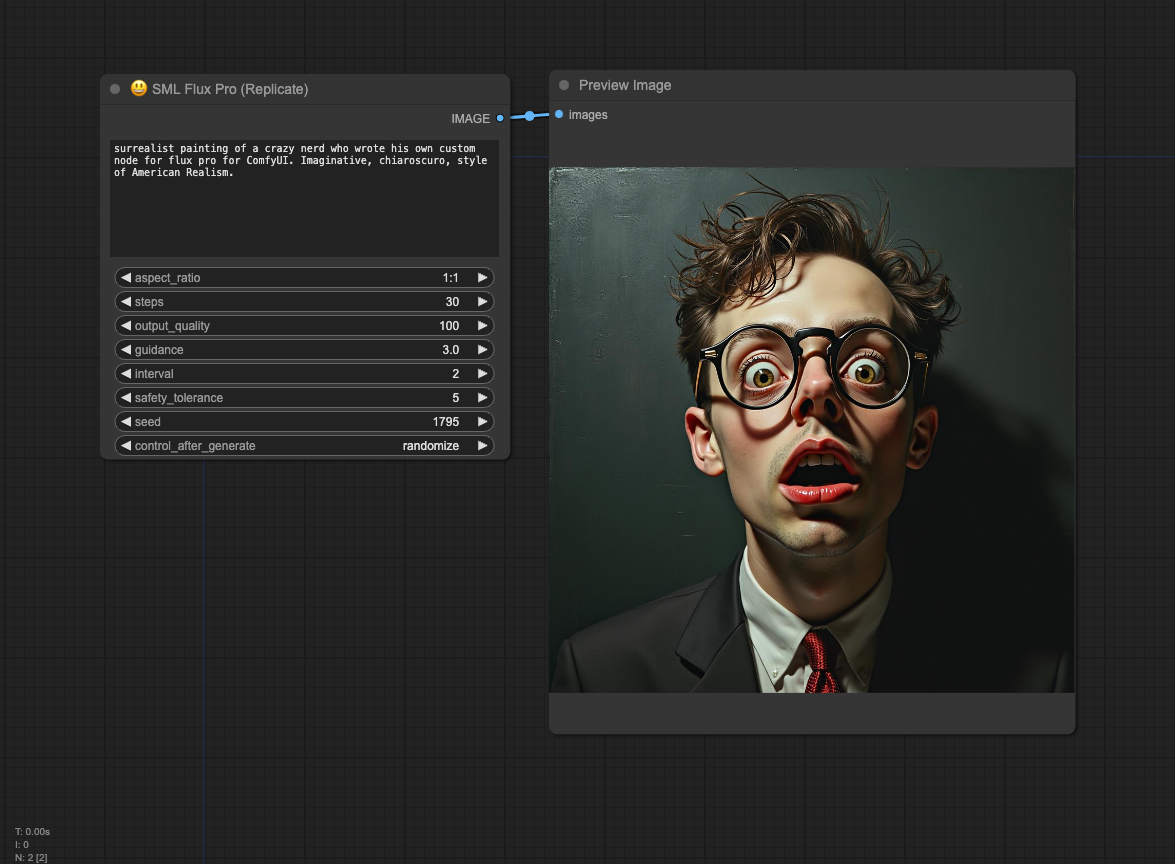 😃 SML Flux Pro (Replicate)
IMAGE
surrealist painting of a crazy nerd who wrote his own custom
node for flux pro for ComfyUI. Imaginative, chiaroscuro, style
of American Realism.
aspect_ratio 1:1
steps 30
output_quality 100
guidance 3.0
interval 2
safety_tolerance 5
seed 1795
control_after_generate randomize
Preview Image
images
T: 0.00s
I: 0
N: 2 [2]